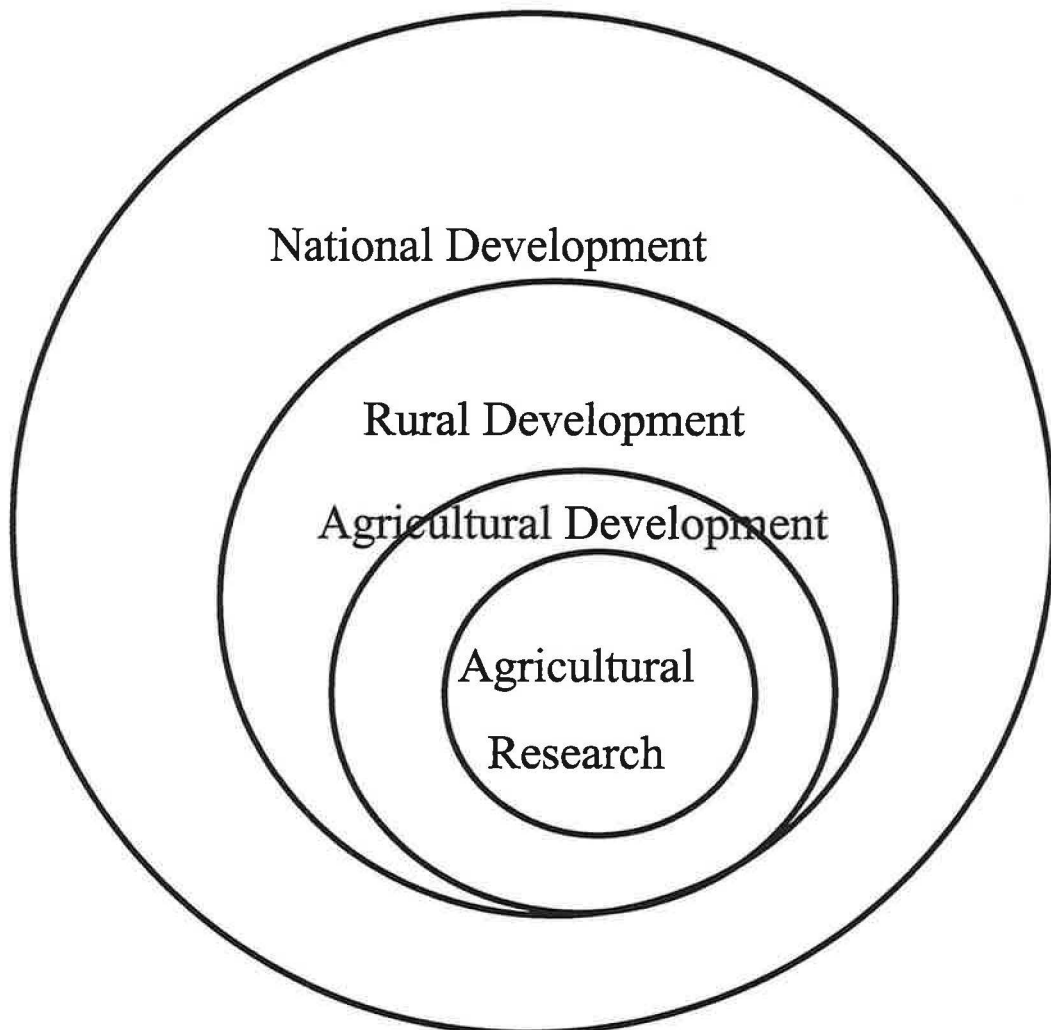 National Development
Rural Development
Agricultural Development
Agricultural
Research